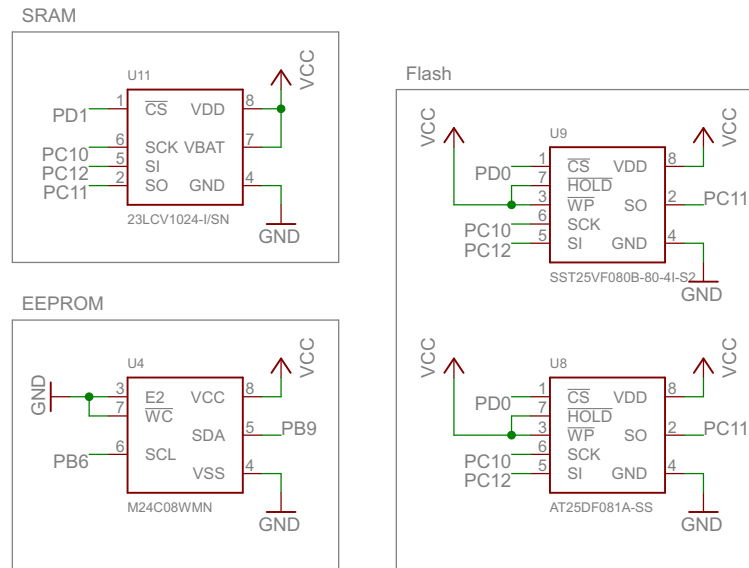 SRAM
U11
VCC
PD1 1 CS VDD 8
PC10 6 SCK VBAT 7
PC12 5 SI
PC11 2 SO GND 4
23LCV1024-I/SN
GND
EEPROM
U4
VCC
GND
3 E2 VCC 8
7 WC
SDA 5 PB9
PB6 6 SCL
VSS 4
M24C08WMN
GND
Flash
VCC
U9
VCC
PD0 1 CS VDD 8
7 HOLD
3 WP SO 2 PC11
PC10 6 SCK
PC12 5 SI GND 4
SST25VF080B-80-4I-S2
GND
VCC
U8
VCC
PD0 1 CS VDD 8
7 HOLD
3 WP SO 2 PC11
PC10 6 SCK
PC12 5 SI GND 4
AT25DF081A-SS
GND